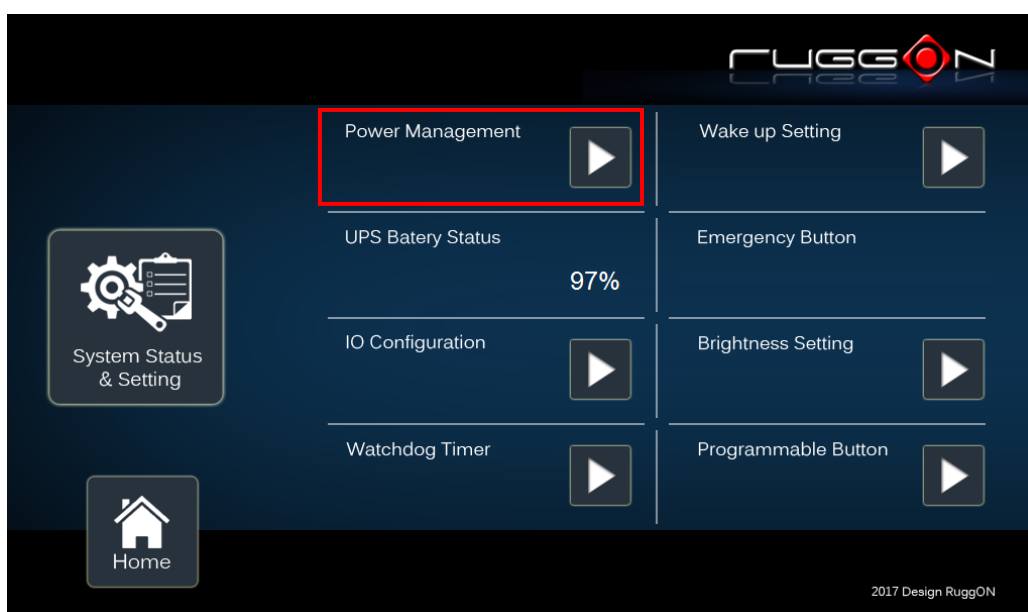 RUGGON
Power Management
Wake up Setting
UPS Batery Status
97%
Emergency Button
System Status
& Setting
IO Configuration
Brightness Setting
Watchdog Timer
Programmable Button
Home
2017 Design RuggON